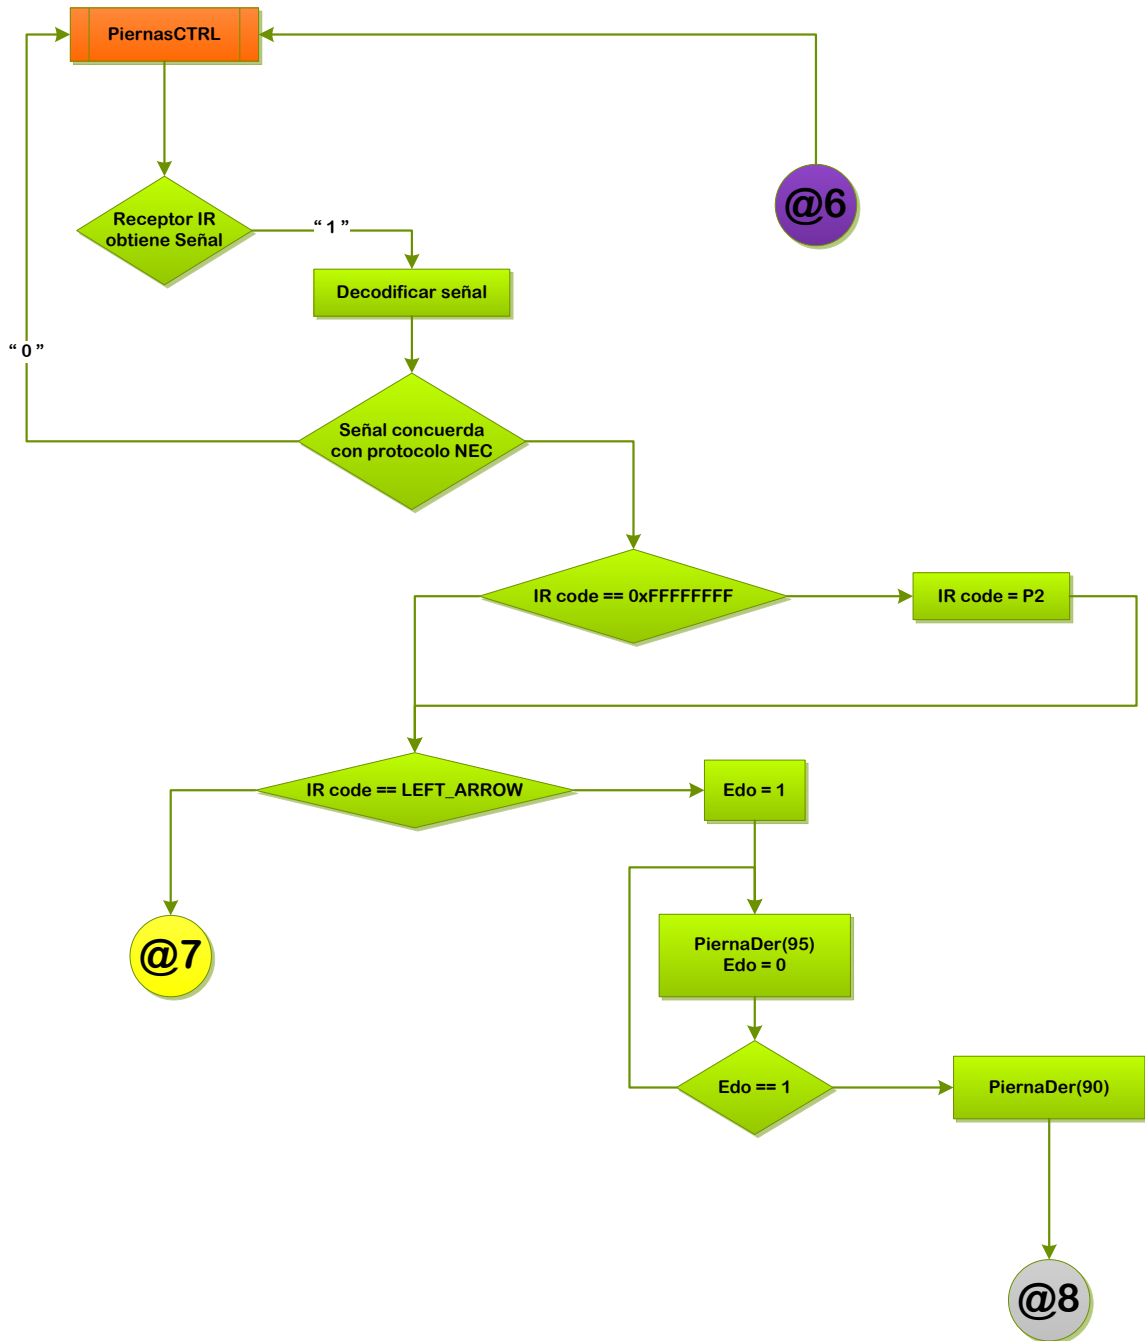 PiernasCTRL
@6
Receptor IR
obtiene Señal
“ 1 ”
Decodificar señal
“ 0 ”
Señal concuerda
con protocolo NEC
IR code == 0xFFFFFFFF
IR code = P2
IR code == LEFT_ARROW
Edo = 1
@7
PiernaDer(95)
Edo = 0
Edo == 1
PiernaDer(90)
@8